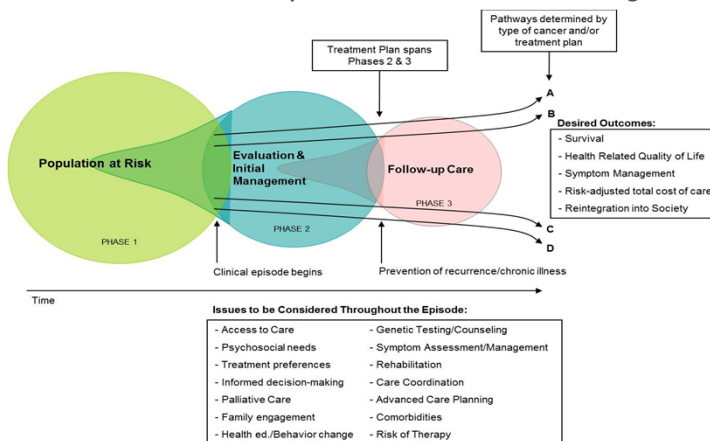 Pathways determined by
type of cancer and/or
treatment plan
Treatment Plan spans
Phases 2 & 3
A
B
Desired Outcomes:
- Survival
- Health Related Quality of Life
- Symptom Management
- Risk-adjusted total cost of care
- Reintegration into Society
Population at Risk
Evaluation &
Initial
Management
Follow-up Care
PHASE 1
PHASE 2
PHASE 3
C
D
Clinical episode begins
Prevention of recurrence/chronic illness
Time
Issues to be Considered Throughout the Episode:
- Access to Care
- Psychosocial needs
- Treatment preferences
- Informed decision-making
- Palliative Care
- Family engagement
- Health ed./Behavior change
- Genetic Testing/Counseling
- Symptom Assessment/Management
- Rehabilitation
- Care Coordination
- Advanced Care Planning
- Comorbidities
- Risk of Therapy